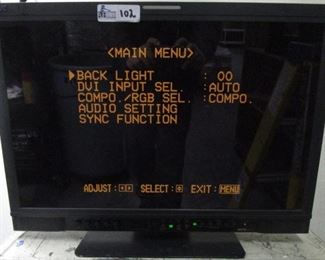 102
<MAIN MENU>
▶BACK LIGHT : 00
DVI INPUT SEL. :AUTO
COMPO./RGB SEL. :COMPO.
AUDIO SETTING
SYNC FUNCTION
ADJUST:◀▶ SELECT:⬍ EXIT:MENU